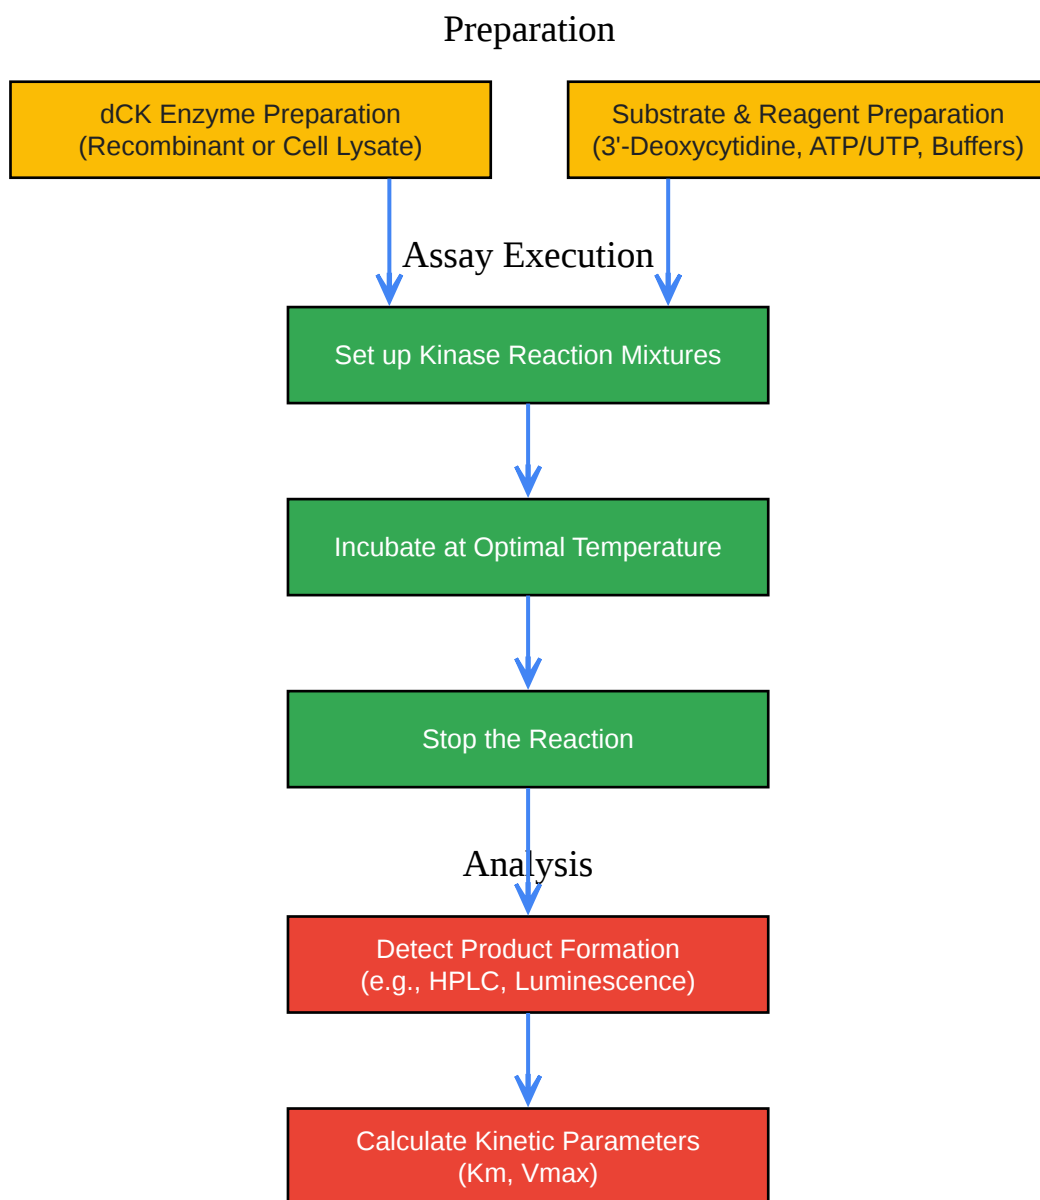 Preparation
dCK Enzyme Preparation
(Recombinant or Cell Lysate)
Substrate & Reagent Preparation
(3'-Deoxycytidine, ATP/UTP, Buffers)
Assay Execution
Set up Kinase Reaction Mixtures
Incubate at Optimal Temperature
Stop the Reaction
Analysis
Detect Product Formation
(e.g., HPLC, Luminescence)
Calculate Kinetic Parameters
(Km, Vmax)